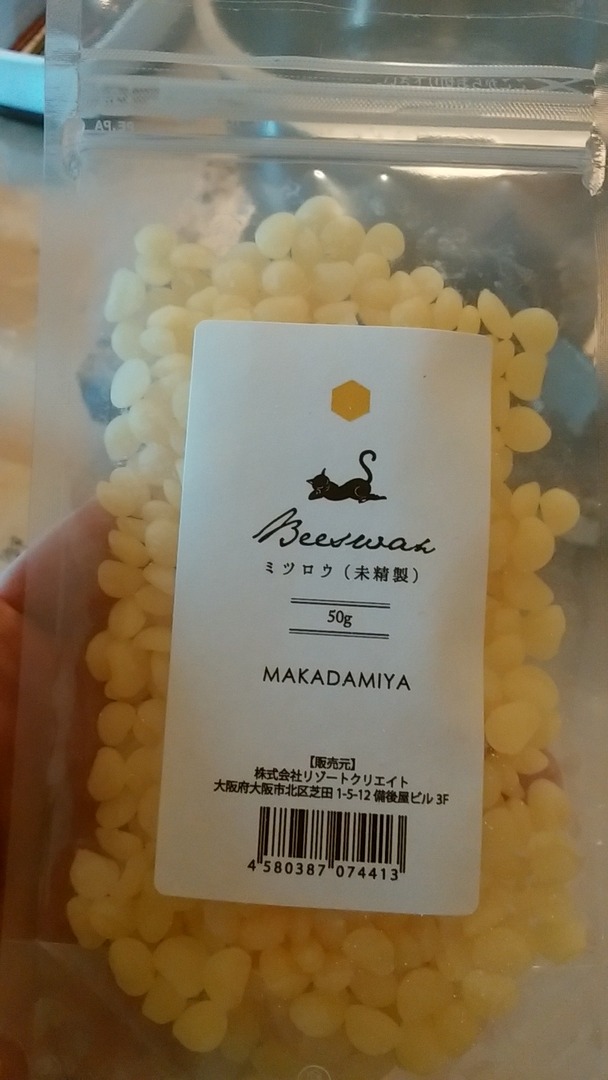 PE,PA
Beeswax
ミツロウ（未精製）
50g
MAKADAMIYA
【販売元】
株式会社リゾートクリエイト
大阪府大阪市北区芝田 1-5-12 備後屋ビル 3F
4 580387 074413